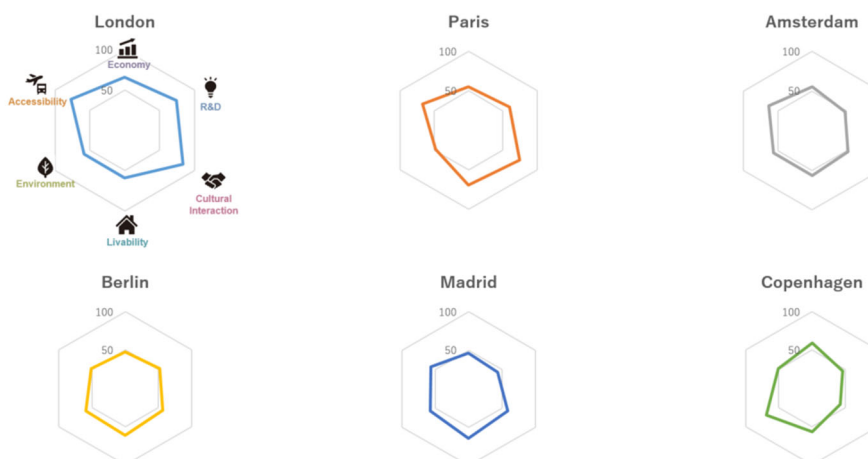 London
Paris
Amsterdam
100
Economy
50
Accessibility
R&D
Environment
Cultural
Interaction
Livability
100
50
100
50
Berlin
Madrid
Copenhagen
100
50
100
50
100
50